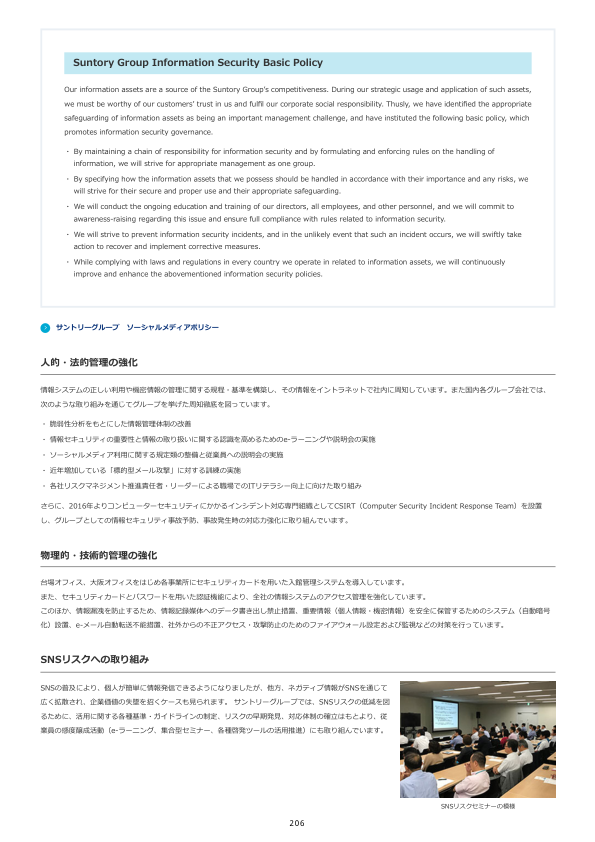 Suntory Group Information Security Basic Policy
Our information assets are a source of the Suntory Group's competitiveness. During our strategic usage and application of such assets,
we must be worthy of our customers' trust in us and fulfil our corporate social responsibility. Thusly, we have identified the appropriate
safeguarding of information assets as being an important management challenge, and have instituted the following basic policy, which
promotes information security governance.
・ By maintaining a chain of responsibility for information security and by formulating and enforcing rules on the handling of
information, we will strive for appropriate management as one group.
・ By specifying how the information assets that we possess should be handled in accordance with their importance and any risks, we
will strive for their secure and proper use and their appropriate safeguarding.
・ We will conduct the ongoing education and training of our directors, all employees, and other personnel, and we will commit to
awareness-raising regarding this issue and ensure full compliance with rules related to information security.
・ We will strive to prevent information security incidents, and in the unlikely event that such an incident occurs, we will swiftly take
action to recover and implement corrective measures.
・ While complying with laws and regulations in every country we operate in related to information assets, we will continuously
improve and enhance the abovementioned information security policies.
サントリーグループ　ソーシャルメディアポリシー
人的・法的管理の強化
情報システムの正しい利用や機密情報の管理に関する規程・基準を構築し、その情報をイントラネットで社内に周知しています。また国内各グループ会社では、
次のような取り組みを通じてグループを挙げた周知徹底を図っています。
・ 脆弱性分析をもとにした情報管理体制の改善
・ 情報セキュリティの重要性と情報の取り扱いに関する認識を高めるためのe-ラーニングや説明会の実施
・ ソーシャルメディア利用に関する規定類の整備と従業員への説明会の実施
・ 近年増加している「標的型メール攻撃」に対する訓練の実施
・ 各社リスクマネジメント推進責任者・リーダーによる職場でのITリテラシー向上に向けた取り組み
さらに、2016年よりコンピューターセキュリティにかかるインシデント対応専門組織としてCSIRT（Computer Security Incident Response Team）を設置
し、グループとしての情報セキュリティ事故予防、事故発生時の対応力強化に取り組んでいます。
物理的・技術的管理の強化
台場オフィス、大阪オフィスをはじめ各事業所にセキュリティカードを用いた入館管理システムを導入しています。
また、セキュリティカードとパスワードを用いた認証機能により、全社の情報システムのアクセス管理を強化しています。
このほか、情報漏洩を防止するため、情報記録媒体へのデータ書き出し禁止措置、重要情報（個人情報・機密情報）を安全に保管するためのシステム（自動暗号
化）設置、e-メール自動転送不能措置、社外からの不正アクセス・攻撃防止のためのファイアウォール設定および監視などの対策を行っています。
SNSリスクへの取り組み
SNSの普及により、個人が簡単に情報発信できるようになりましたが、他方、ネガティブ情報がSNSを通じて
広く拡散され、企業価値の失墜を招くケースも見られます。 サントリーグループでは、SNSリスクの低減を図
るために、活用に関する各種基準・ガイドラインの制定、リスクの早期発見、対応体制の確立はもとより、従
業員の感度醸成活動（e-ラーニング、集合型セミナー、各種啓発ツールの活用推進）にも取り組んでいます。
SNSリスクセミナーの模様
206